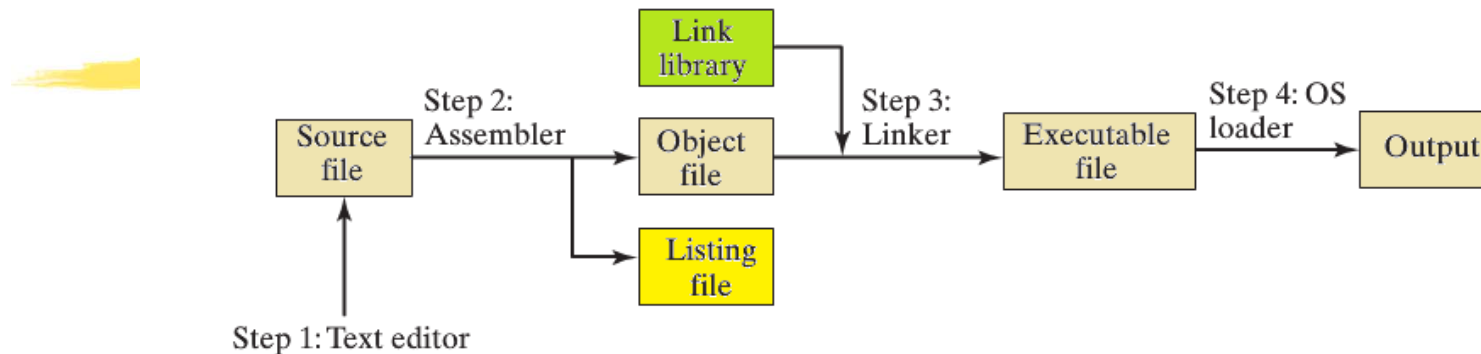 Link
library
Step 2:
Assembler
Step 3:
Linker
Step 4: OS
loader
Source
file
Object
file
Executable
file
Output
Listing
file
Step 1: Text editor